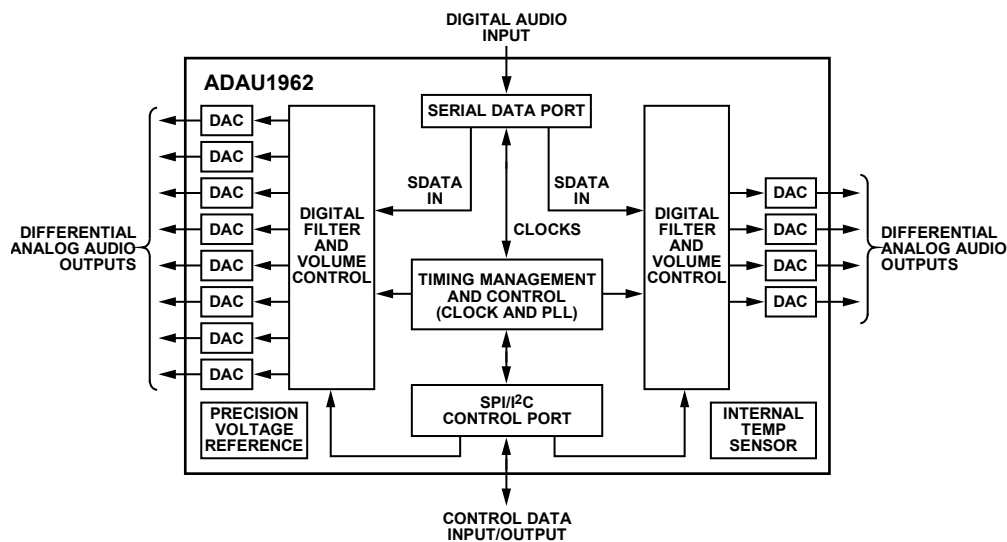 DIGITAL AUDIO
INPUT
ADAU1962
SERIAL DATA PORT
DAC
DAC
DAC
DAC
DAC
DAC
DAC
DAC
DIFFERENTIAL
ANALOG AUDIO
OUTPUTS
DIGITAL
FILTER
AND
VOLUME
CONTROL
SDATA
IN
SDATA
IN
CLOCKS
TIMING MANAGEMENT
AND CONTROL
(CLOCK AND PLL)
DIGITAL
FILTER
AND
VOLUME
CONTROL
DAC
DAC
DAC
DAC
DIFFERENTIAL
ANALOG AUDIO
OUTPUTS
PRECISION
VOLTAGE
REFERENCE
SPI/I²C
CONTROL PORT
INTERNAL
TEMP
SENSOR
CONTROL DATA
INPUT/OUTPUT